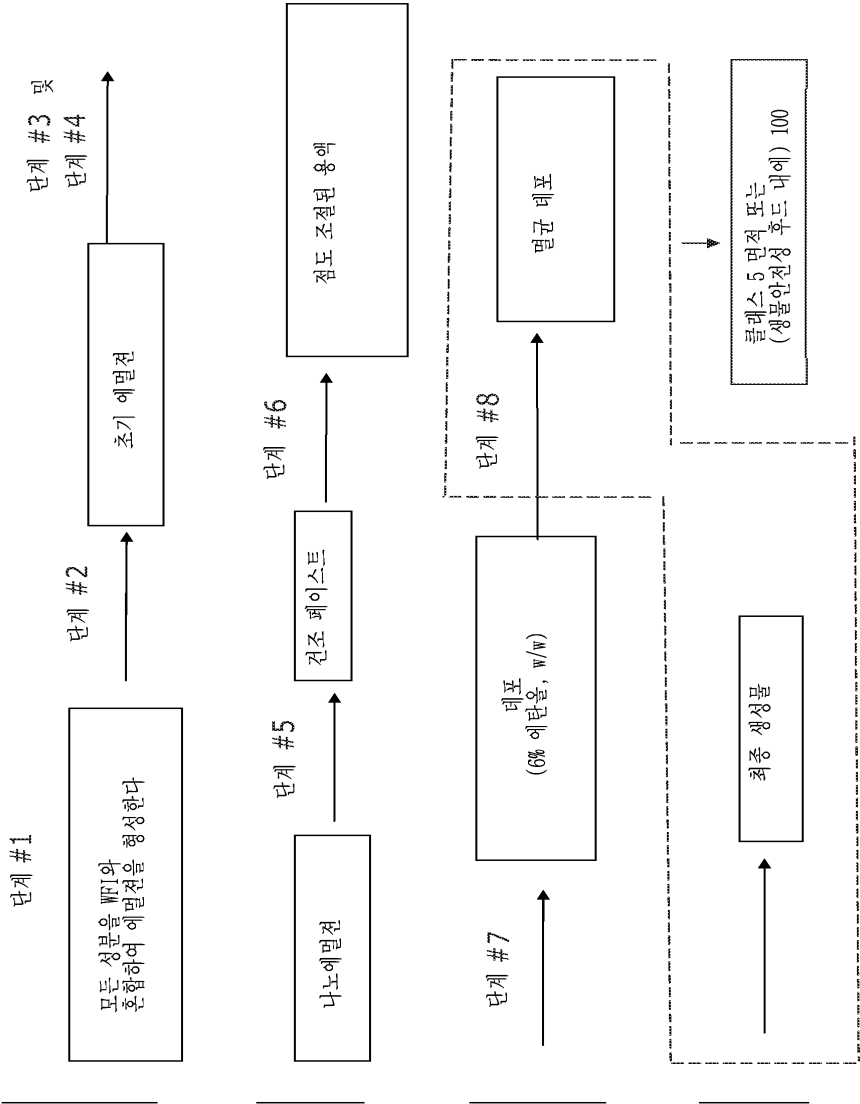 단계 #1
모든 성분을 WFI와
혼합하여 에멀젼을 형성한다
단계 #2
초기 에멀젼
단계 #3 및
단계 #4
나노에멀젼
단계 #5
건조 페이스트
단계 #6
점도 조절된 용액
단계 #7
데포
(6% 에탄올, w/w)
단계 #8
멸균 데포
최종 생성물
클래스 5 면적 또는
(생물안전성 후드 내에) 100